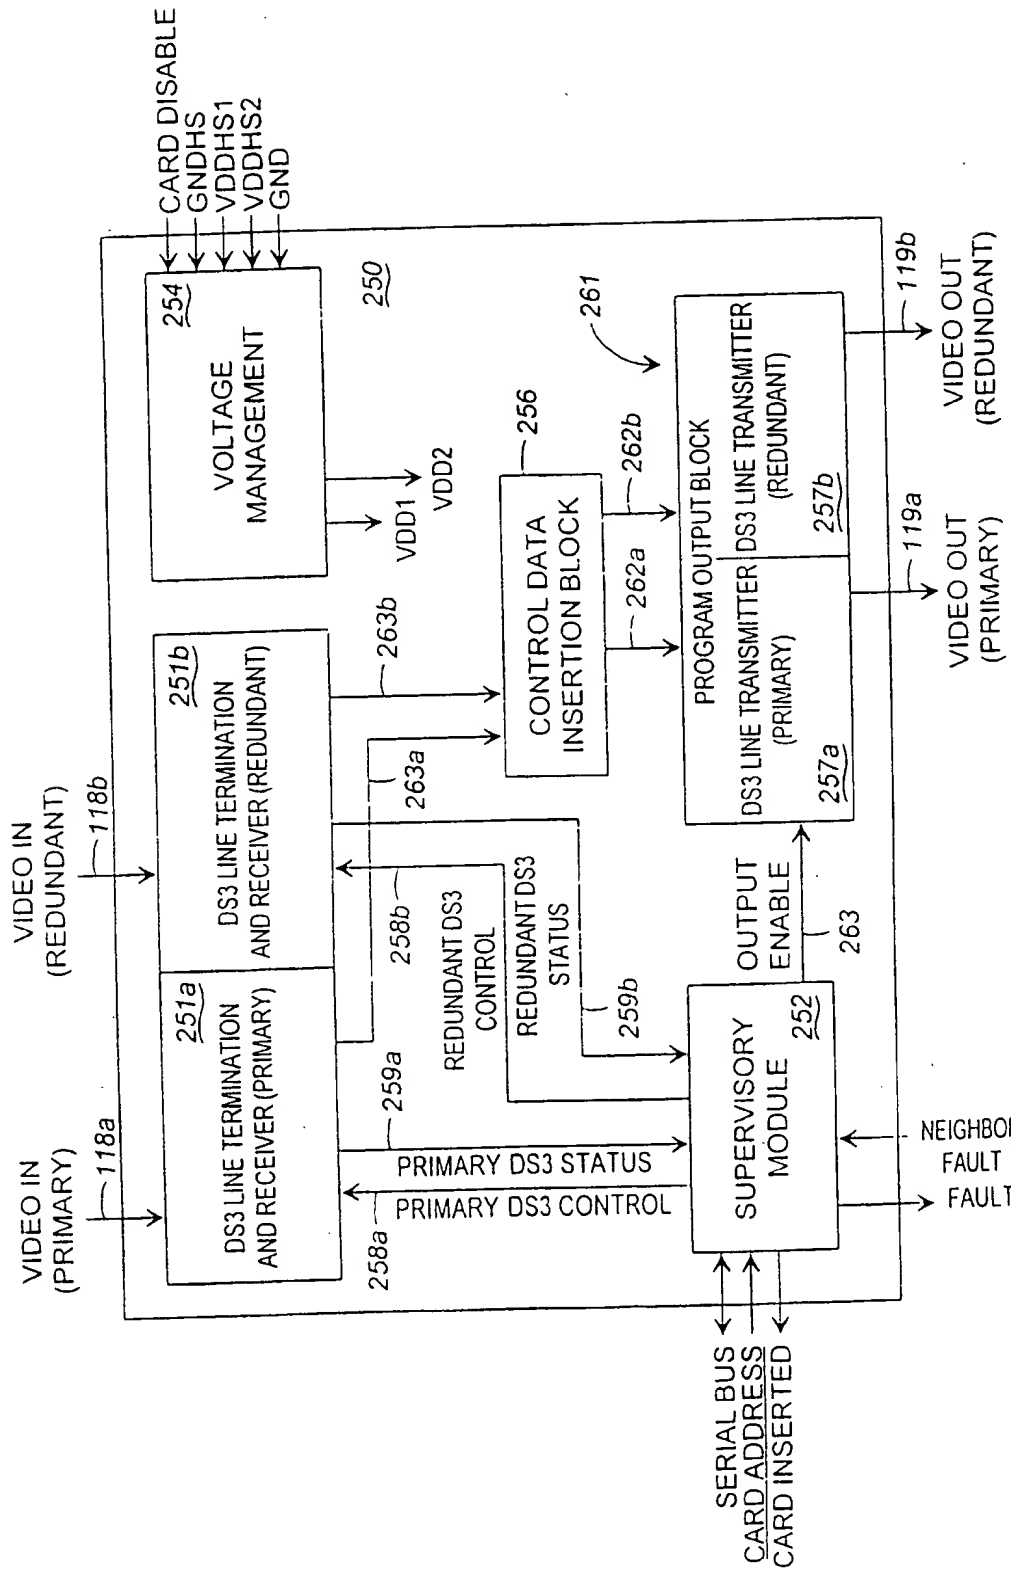 VIDEO IN
(PRIMARY)
118a
VIDEO IN
(REDUNDANT)
118b
CARD DISABLE
GNDHS
VDDHS1
VDDHS2
GND
251a
DS3 LINE TERMINATION
AND RECEIVER (PRIMARY)
251b
DS3 LINE TERMINATION
AND RECEIVER (REDUNDANT)
254
VOLTAGE
MANAGEMENT
VDD1
VDD2
250
258a
PRIMARY DS3 CONTROL
PRIMARY DS3 STATUS
259a
263a
263b
258b
REDUNDANT DS3
CONTROL
REDUNDANT DS3
STATUS
259b
256
CONTROL DATA
INSERTION BLOCK
262a
262b
261
SERIAL BUS
CARD ADDRESS
CARD INSERTED
SUPERVISORY
MODULE
252
OUTPUT
ENABLE
263
PROGRAM OUTPUT BLOCK
DS3 LINE TRANSMITTER
(PRIMARY)
257a
DS3 LINE TRANSMITTER
(REDUNDANT)
257b
FAULT
NEIGHBOR
FAULT
119a
VIDEO OUT
(PRIMARY)
119b
VIDEO OUT
(REDUNDANT)